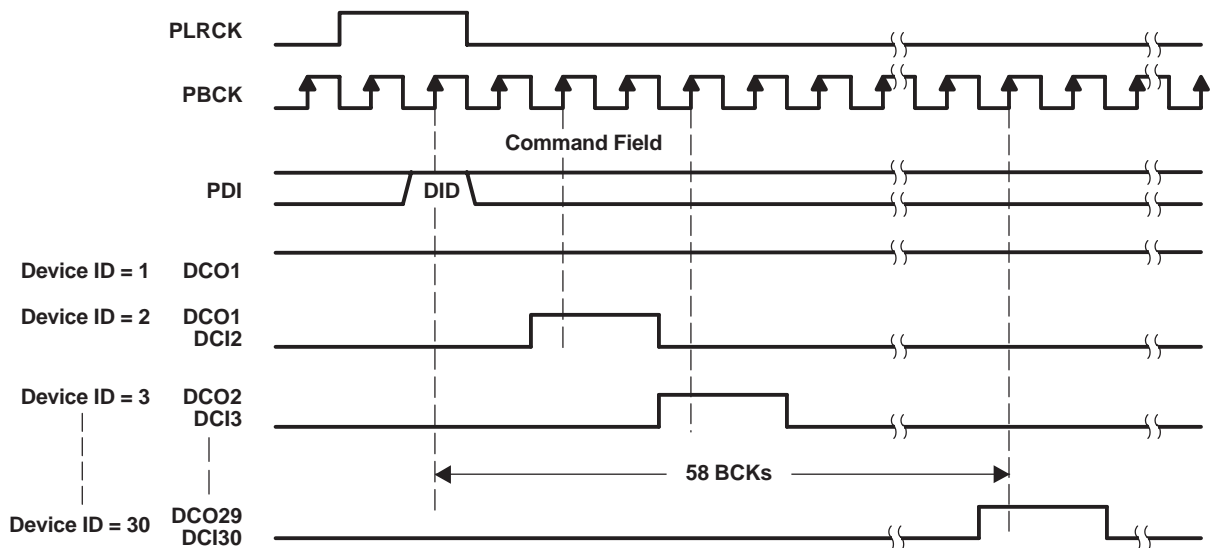 PLRCK
PBCK
Command Field
PDI
DID
Device ID = 1 DCO1
Device ID = 2 DCO1
DCI2
Device ID = 3 DCO2
DCI3
58 BCKs
Device ID = 30 DCO29
DCI30